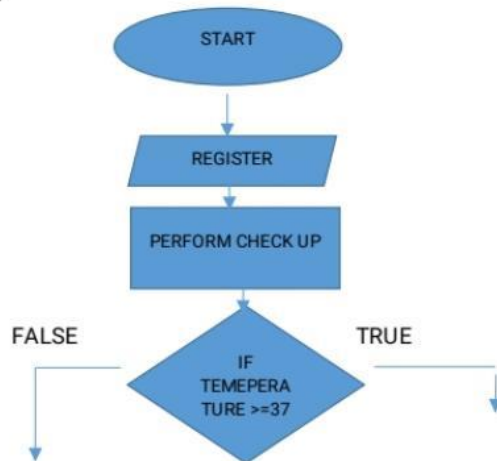 START
REGISTER
PERFORM CHECK UP
FALSE
TRUE
IF
TEMEPERA
TURE >=37